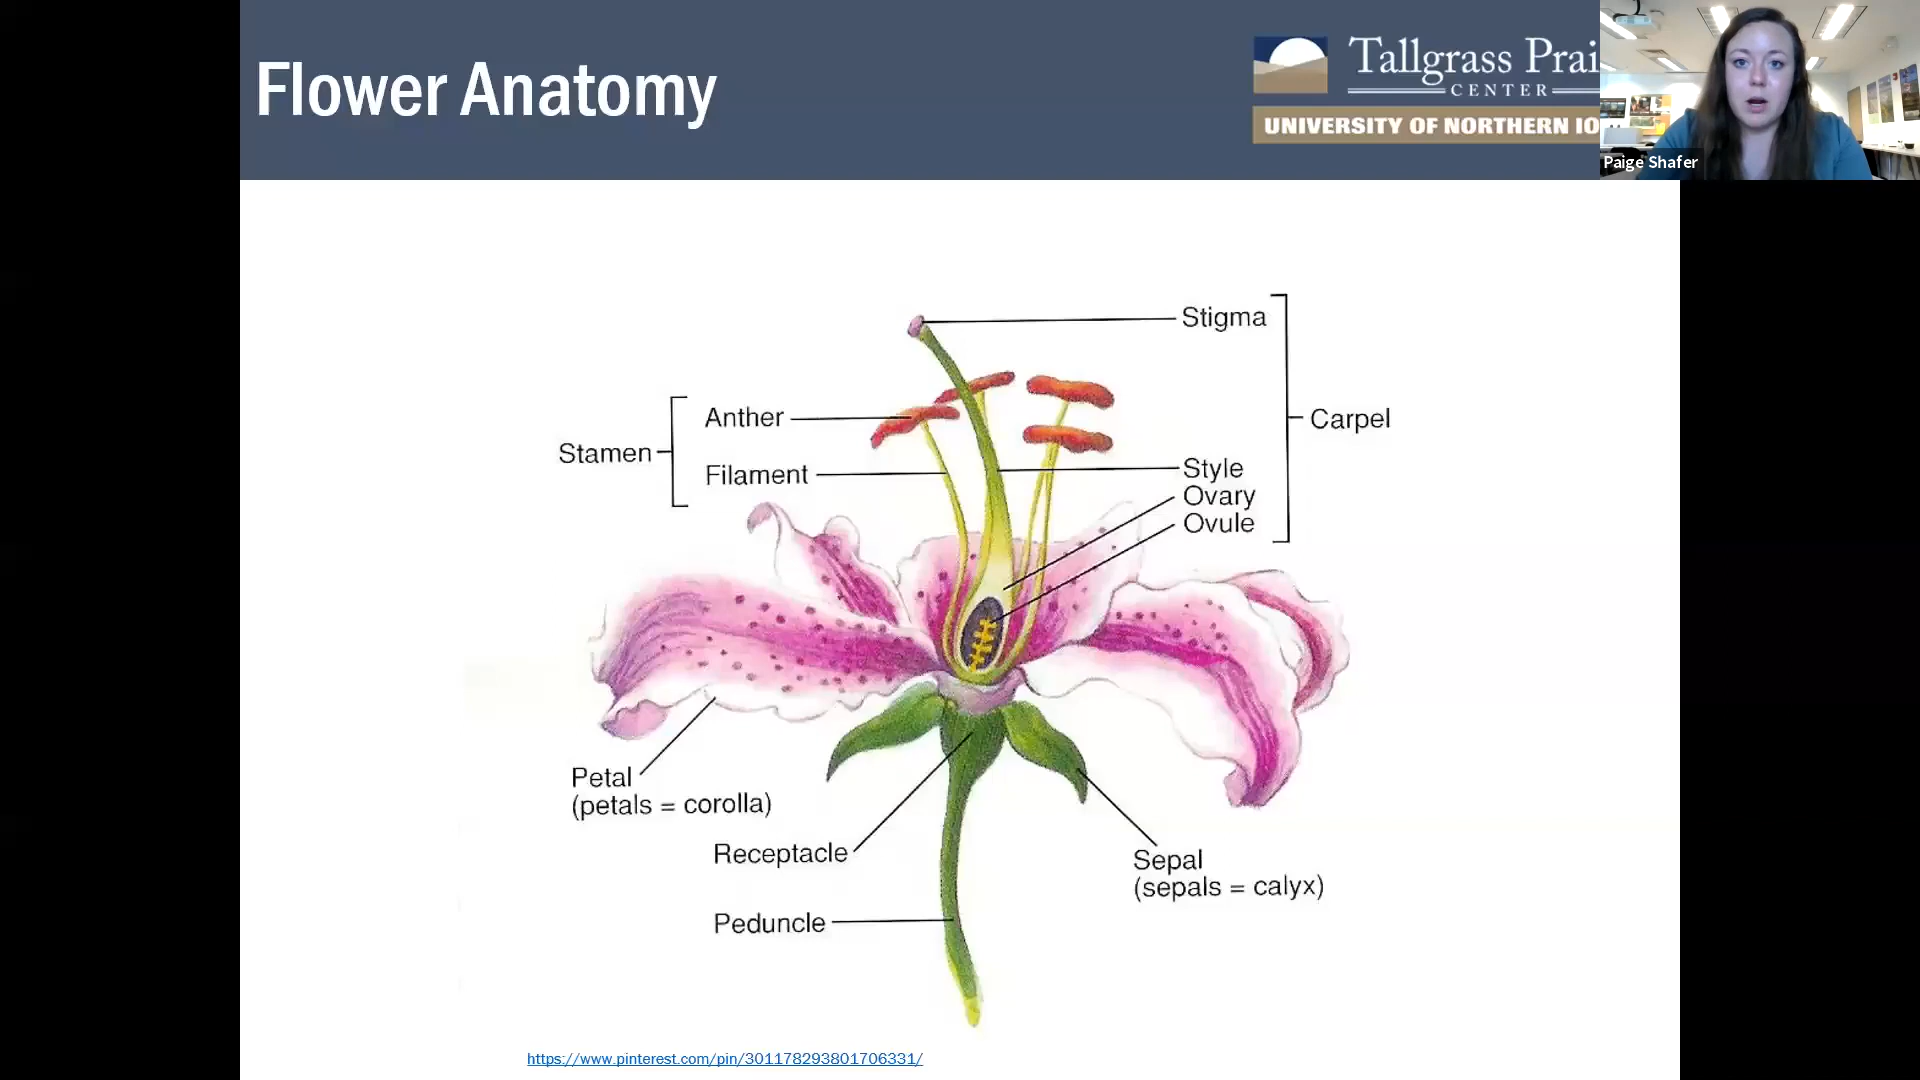 Flower Anatomy
Tallgrass Prai
CENTER
UNIVERSITY OF NORTHERN IO
Paige Shafer
Stigma
Anther
Carpel
Stamen
Filament
Style
Ovary
Ovule
Petal
(petals = corolla)
Receptacle
Sepal
(sepals = calyx)
Peduncle
https://www.pinterest.com/pin/301178293801706331/